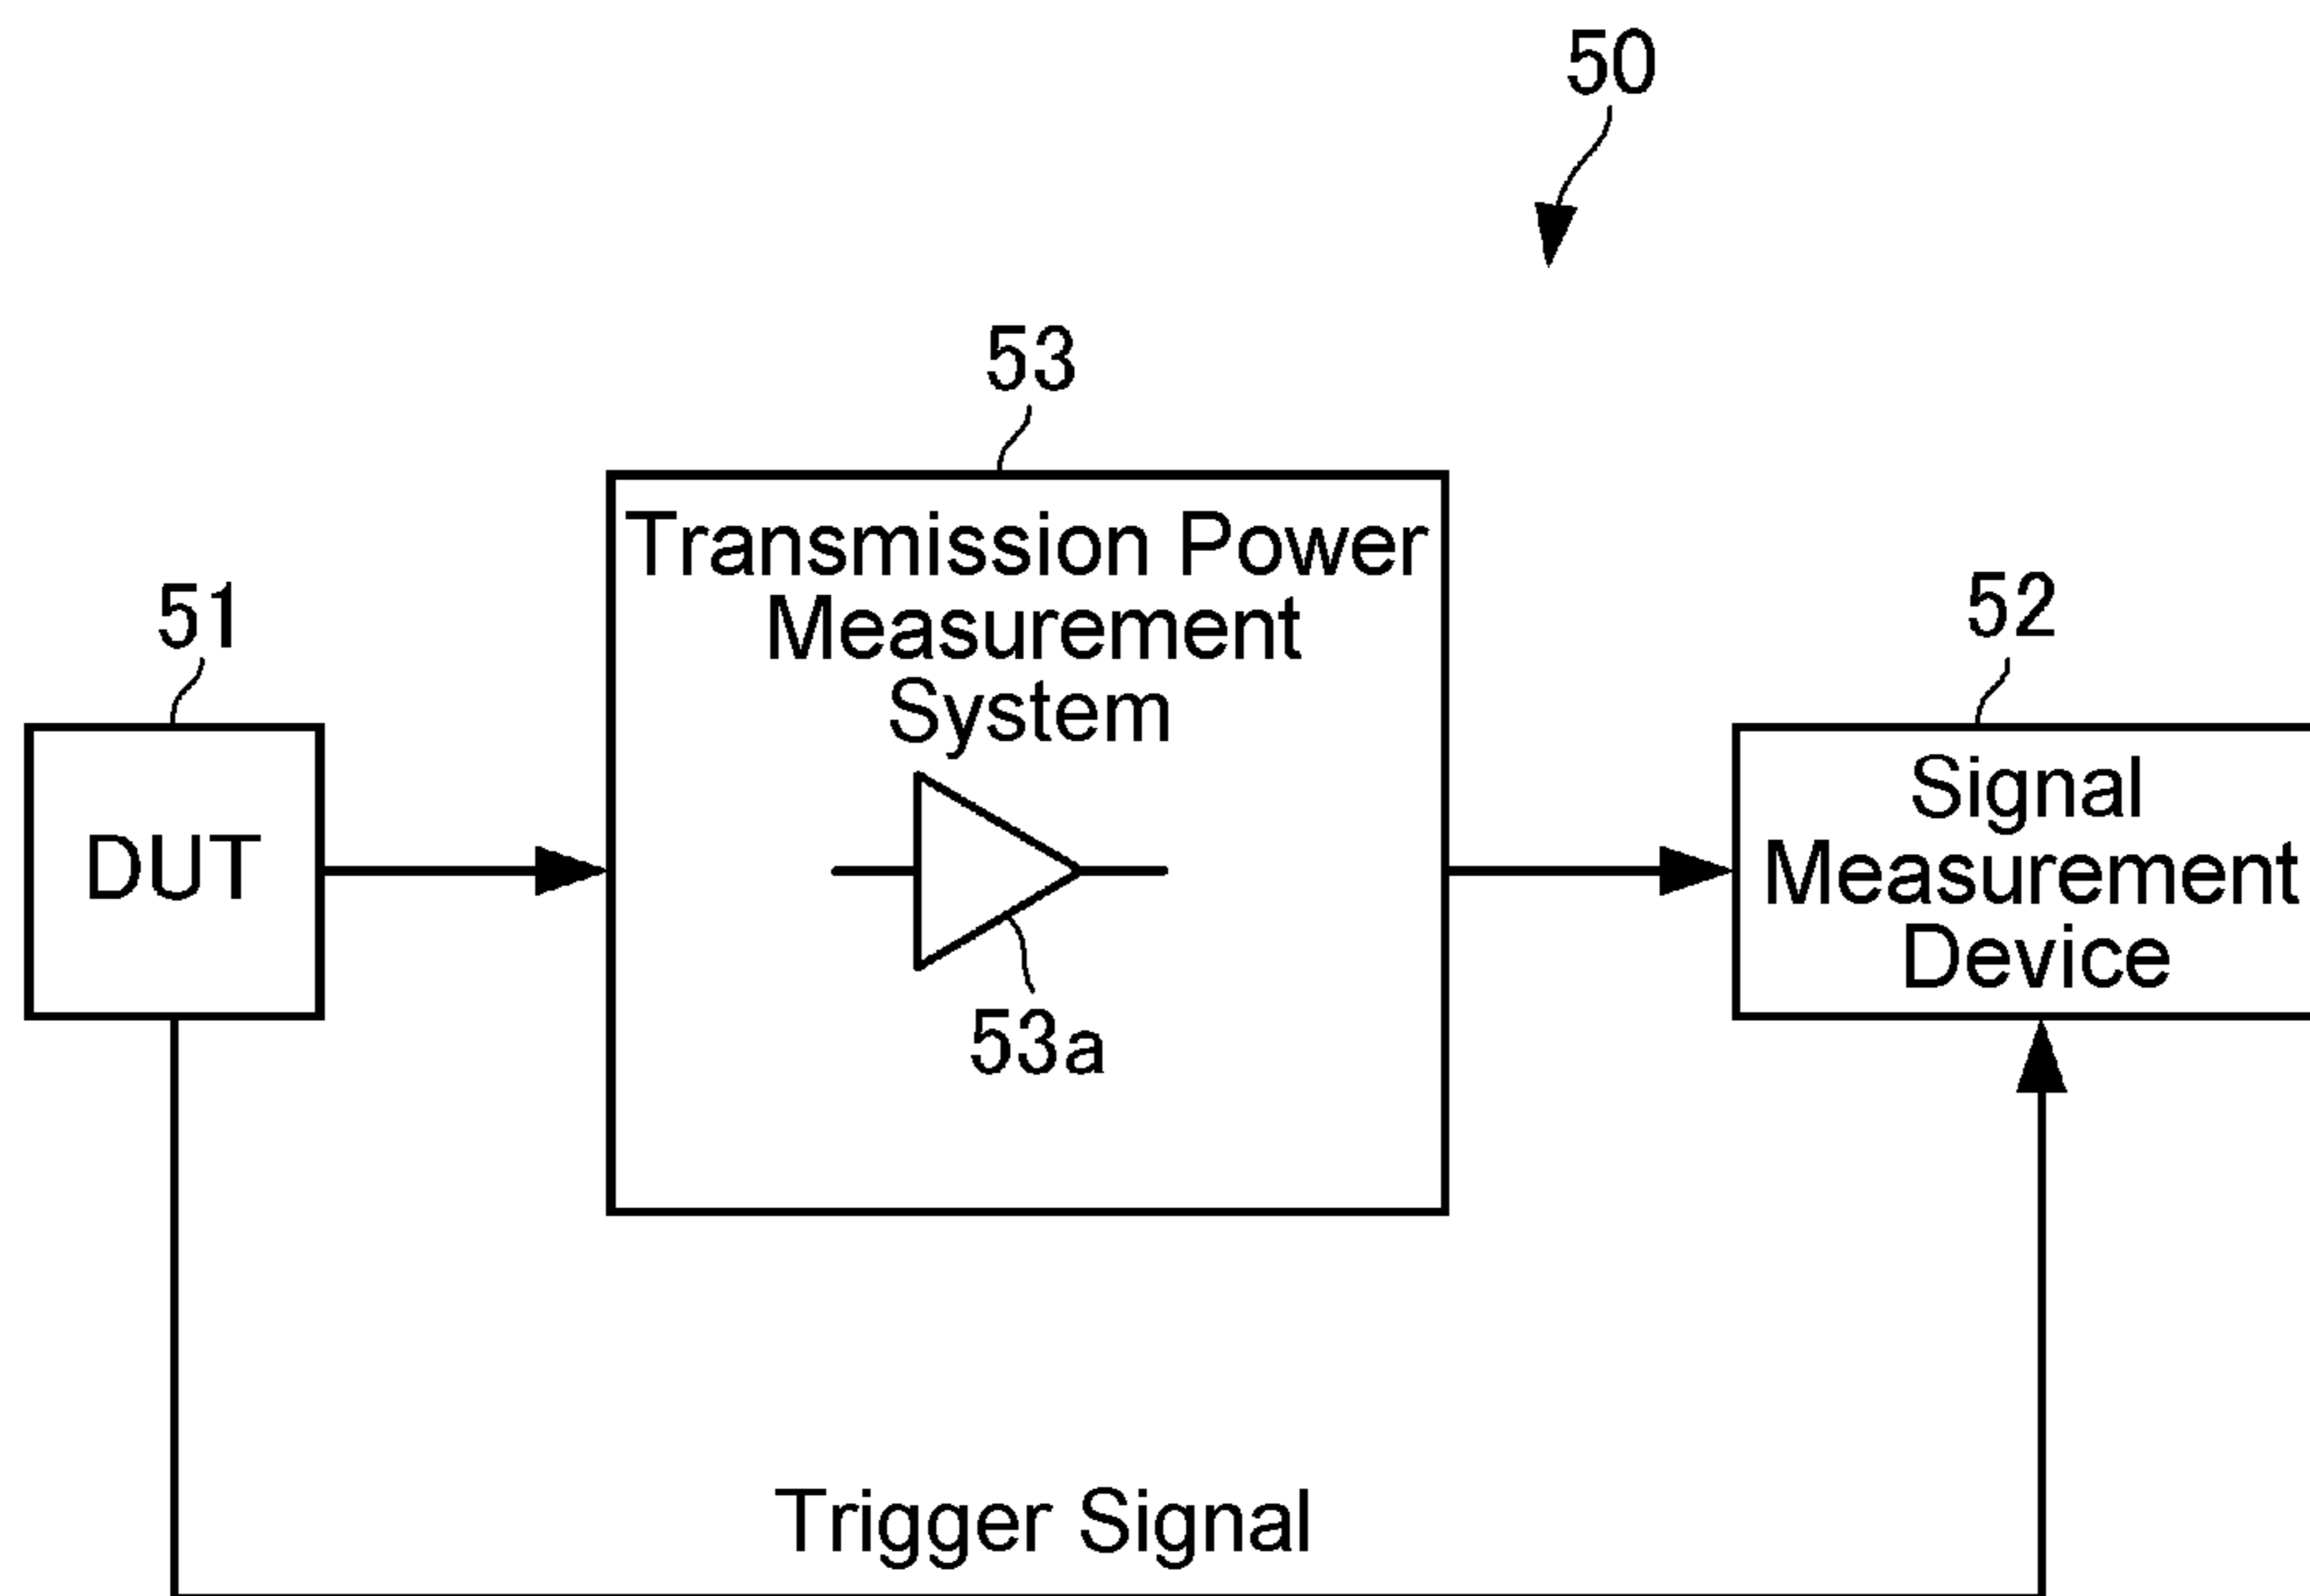 50
53
Transmission Power
Measurement
System
51
52
DUT
Signal
Measurement
Device
53a
Trigger Signal